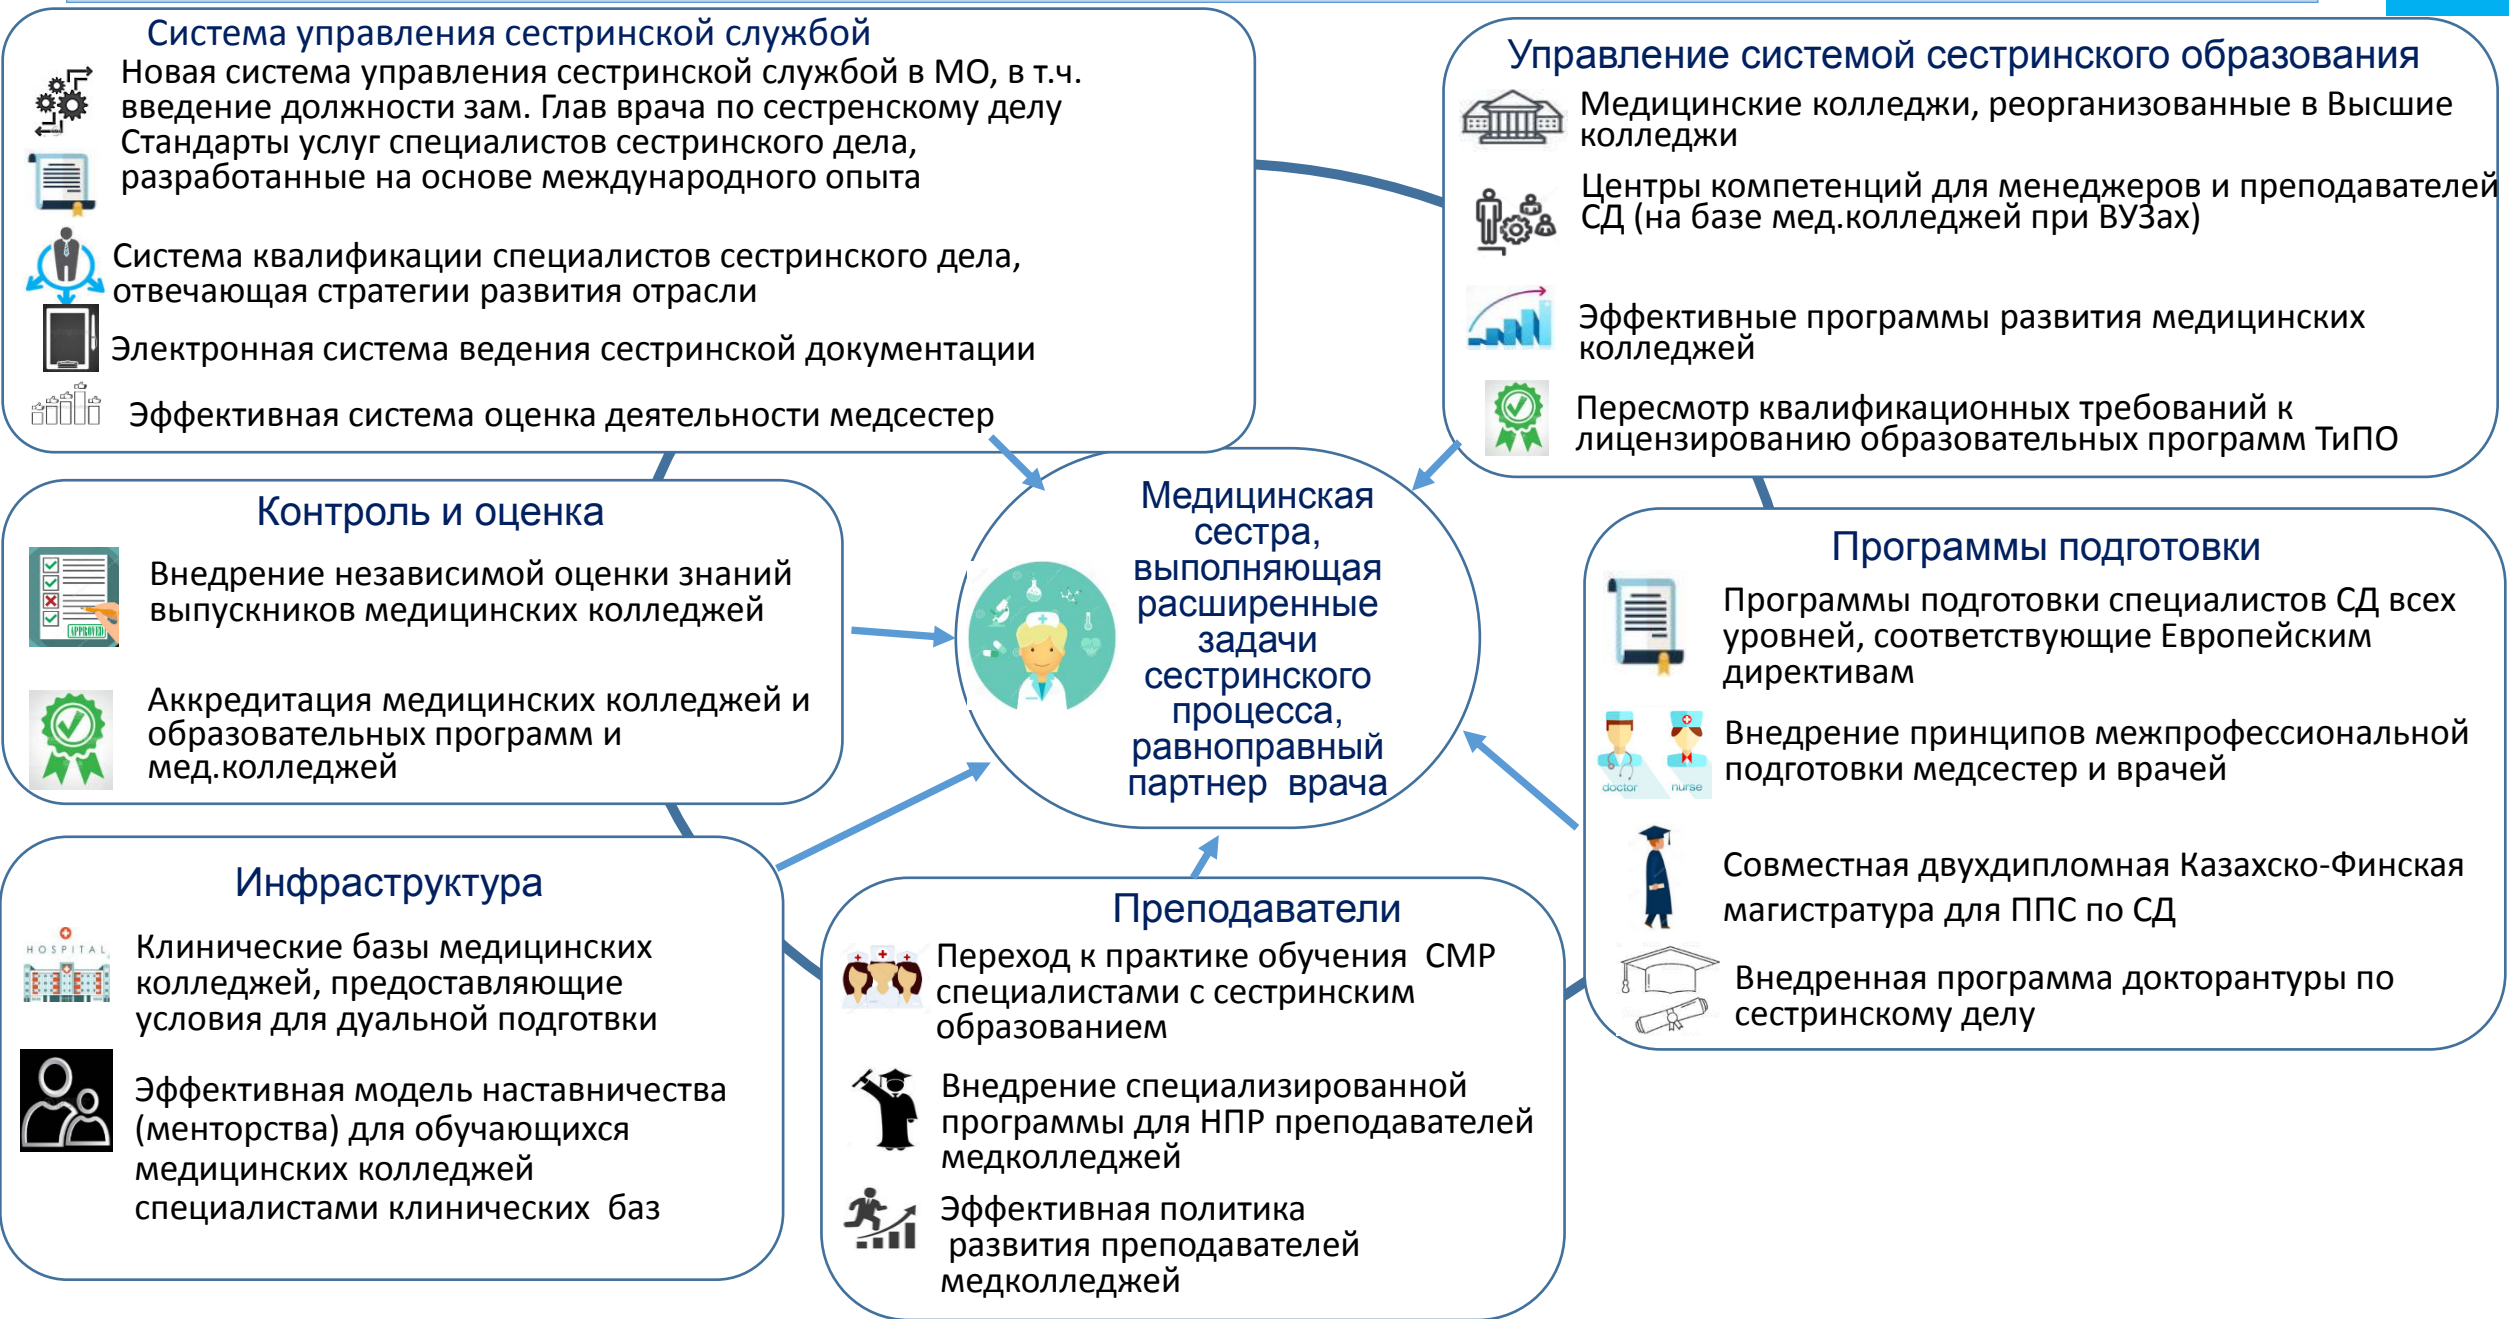 Система управления сестринской службой
Новая система управления сестринской службой в МО, в т.ч.
введение должности зам. Глав врача по сестренскому делу
Стандарты услуг специалистов сестринского дела,
разработанные на основе международного опыта
Система квалификации специалистов сестринского дела,
отвечающая стратегии развития отрасли
Электронная система ведения сестринской документации
Эффективная система оценка деятельности медсестер
Управление системой сестринского образования
Медицинские колледжи, реорганизованные в Высшие
колледжи
Центры компетенций для менеджеров и преподавателей
СД (на базе мед.колледжей при ВУЗах)
Эффективные программы развития медицинских
колледжей
Пересмотр квалификационных требований к
лицензированию образовательных программ ТиПО
Контроль и оценка
Внедрение независимой оценки знаний
выпускников медицинских колледжей
APPROVED
Аккредитация медицинских колледжей и
образовательных программ и
мед.колледжей
Медицинская
сестра,
выполняющая
расширенные
задачи
сестринского
процесса,
равноправный
партнер врача
Программы подготовки
Программы подготовки специалистов СД всех
уровней, соответствующие Европейским
директивам
Внедрение принципов межпрофессиональной
подготовки медсестер и врачей
doctor nurse
Совместная двухдипломная Казахско-Финская
магистратура для ППС по СД
Внедренная программа докторантуры по
сестринскому делу
Инфраструктура
HOSPITAL
Клинические базы медицинских
колледжей, предоставляющие
условия для дуальной подготвки
Эффективная модель наставничества
(менторства) для обучающихся
медицинских колледжей
специалистами клинических баз
Преподаватели
Переход к практике обучения СМР
специалистами с сестринским
образованием
Внедрение специализированной
программы для НПР преподавателей
медколледжей
Эффективная политика
развития преподавателей
медколледжей